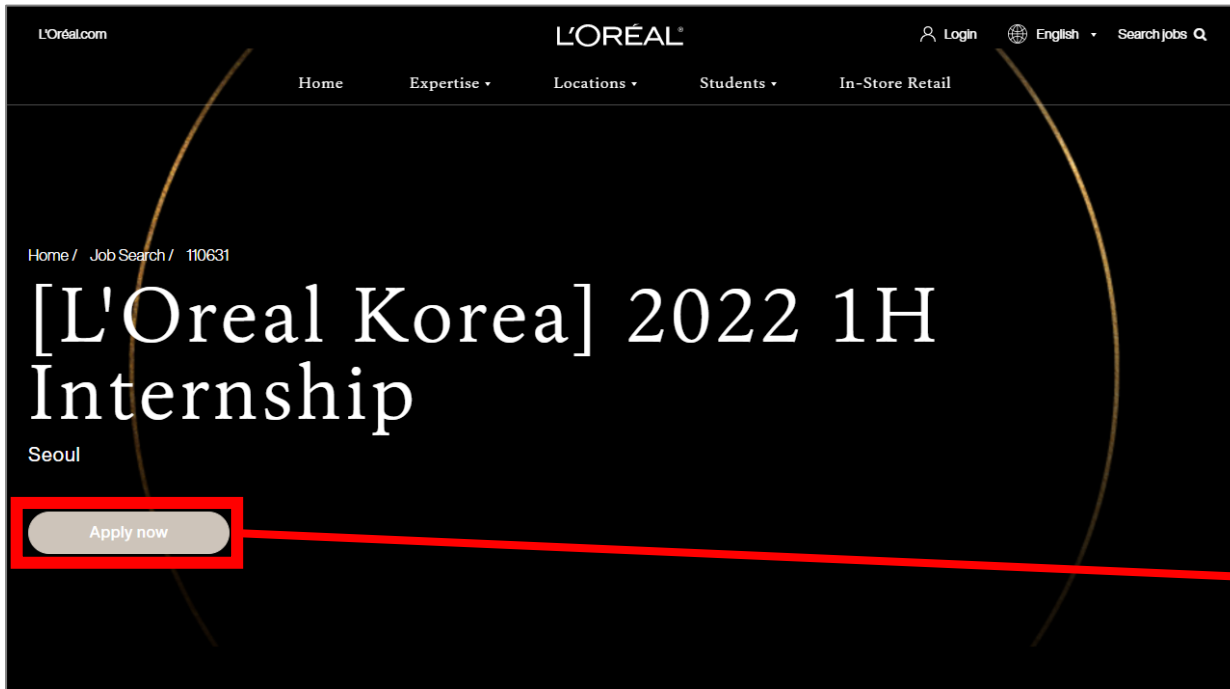 L'Oréal.com
L'ORÉAL®
Login
English
Search jobs
Home
Expertise
Locations
Students
In-Store Retail
Home / Job Search / 110631
[L'Oreal Korea] 2022 1H
Internship
Seoul
Apply now